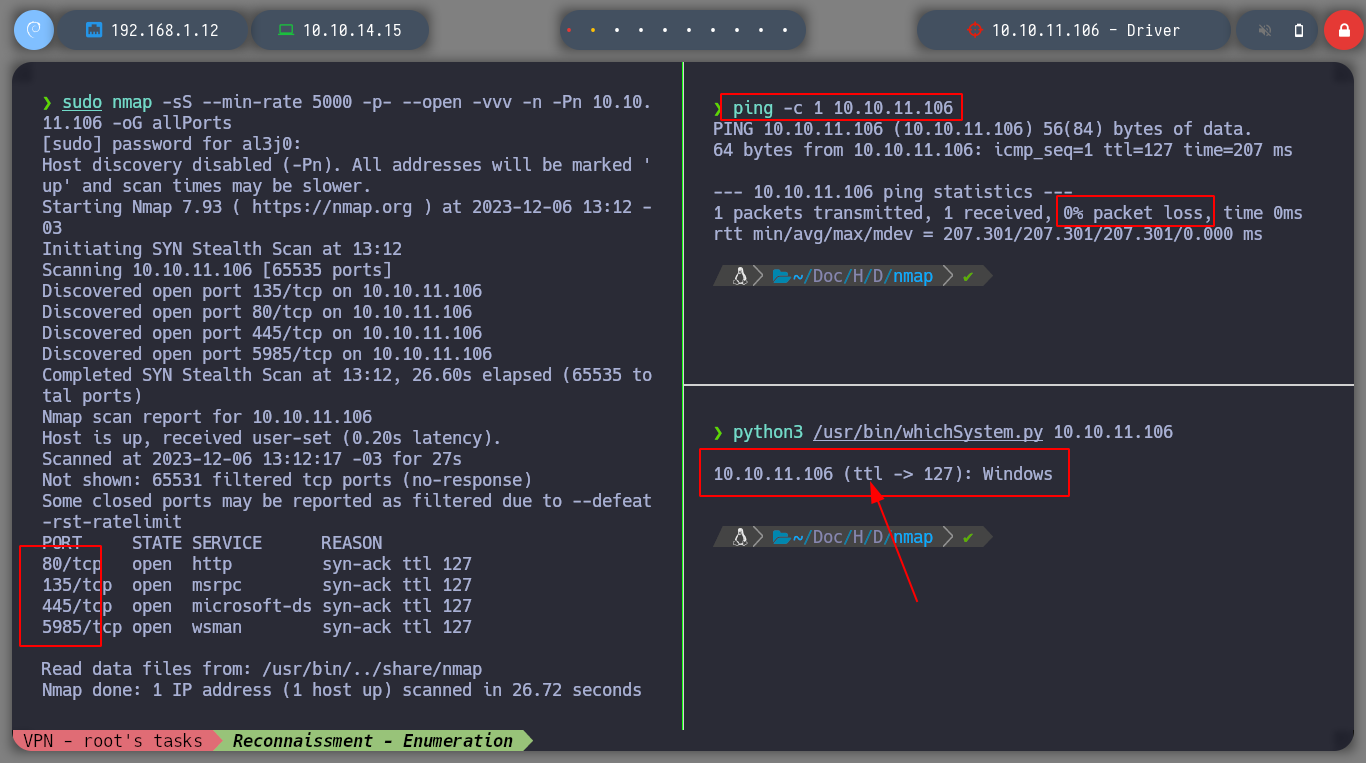 192.168.1.12
10.10.14.15
10.10.11.106 - Driver
❯ sudo nmap -sS --min-rate 5000 -p- --open -vvv -n -Pn 10.10.
11.106 -oG allPorts
[sudo] password for al3j0:
Host discovery disabled (-Pn). All addresses will be marked '
up' and scan times may be slower.
Starting Nmap 7.93 ( https://nmap.org ) at 2023-12-06 13:12 -
03
Initiating SYN Stealth Scan at 13:12
Scanning 10.10.11.106 [65535 ports]
Discovered open port 135/tcp on 10.10.11.106
Discovered open port 80/tcp on 10.10.11.106
Discovered open port 445/tcp on 10.10.11.106
Discovered open port 5985/tcp on 10.10.11.106
Completed SYN Stealth Scan at 13:12, 26.60s elapsed (65535 to
tal ports)
Nmap scan report for 10.10.11.106
Host is up, received user-set (0.20s latency).
Scanned at 2023-12-06 13:12:17 -03 for 27s
Not shown: 65531 filtered tcp ports (no-response)
Some closed ports may be reported as filtered due to --defeat
-rst-ratelimit
PORT     STATE SERVICE      REASON
80/tcp   open  http         syn-ack ttl 127
135/tcp  open  msrpc        syn-ack ttl 127
445/tcp  open  microsoft-ds syn-ack ttl 127
5985/tcp open  wsman        syn-ack ttl 127
Read data files from: /usr/bin/../share/nmap
Nmap done: 1 IP address (1 host up) scanned in 26.72 seconds
❯ ping -c 1 10.10.11.106
PING 10.10.11.106 (10.10.11.106) 56(84) bytes of data.
64 bytes from 10.10.11.106: icmp_seq=1 ttl=127 time=207 ms
--- 10.10.11.106 ping statistics ---
1 packets transmitted, 1 received, 0% packet loss, time 0ms
rtt min/avg/max/mdev = 207.301/207.301/207.301/0.000 ms
~/Doc/H/D/nmap ✔
❯ python3 /usr/bin/whichSystem.py 10.10.11.106
10.10.11.106 (ttl -> 127): Windows
~/Doc/H/D/nmap ✔
VPN - root's tasks
Reconnaissment - Enumeration